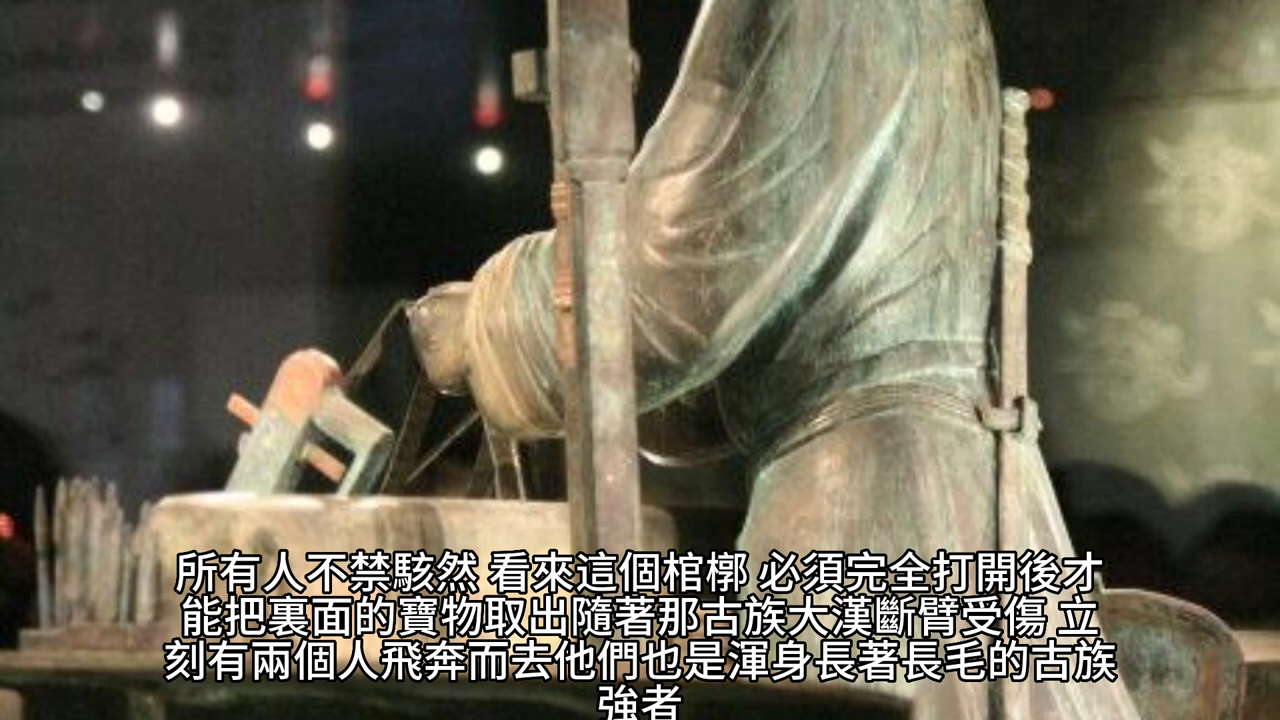 所有人不禁駭然 看來這個棺槨 必須完全打開後才
能把裏面的寶物取出隨著那古族大漢斷臂受傷 立
刻有兩個人飛奔而去他們也是渾身長著長毛的古族
強者